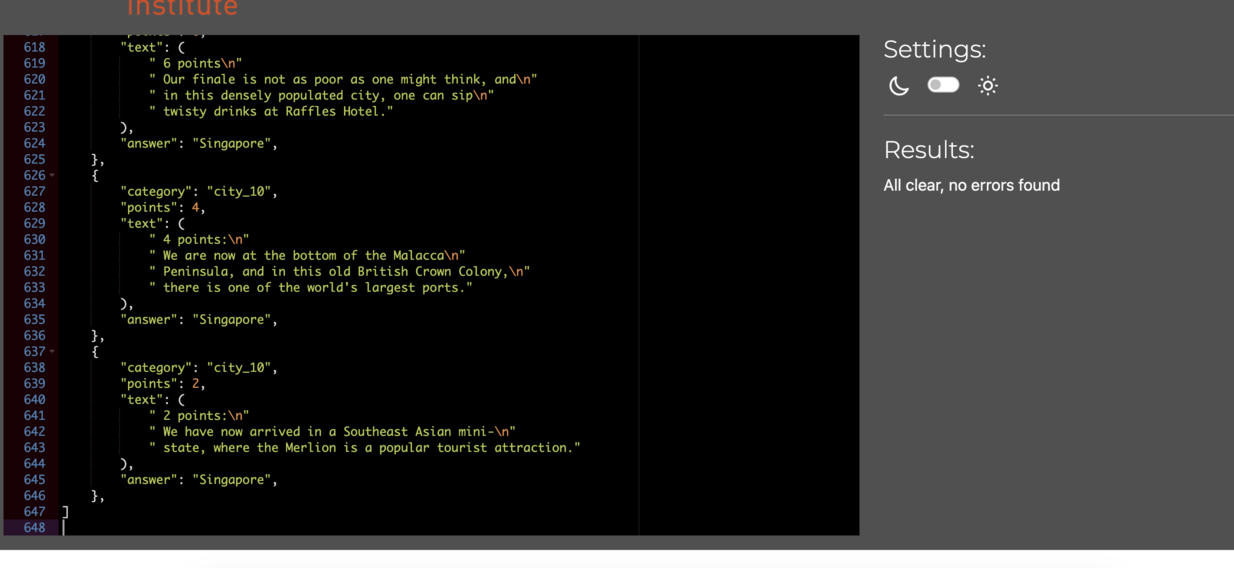 Institute
618 "text": (
619 " 6 points\n"
620 " Our finale is not as poor as one might think, and\n"
621 " in this densely populated city, one can sip\n"
622 " twisty drinks at Raffles Hotel."
623 ),
624 "answer": "Singapore",
625 },
626 {
627 "category": "city_10",
628 "points": 4,
629 "text": (
630 " 4 points:\n"
631 " We are now at the bottom of the Malacca\n"
632 " Peninsula, and in this old British Crown Colony,\n"
633 " there is one of the world's largest ports."
634 ),
635 "answer": "Singapore",
636 },
637 {
638 "category": "city_10",
639 "points": 2,
640 "text": (
641 " 2 points:\n"
642 " We have now arrived in a Southeast Asian mini-\n"
643 " state, where the Merlion is a popular tourist attraction."
644 ),
645 "answer": "Singapore",
646 },
647 ]
648
Settings:
Results:
All clear, no errors found